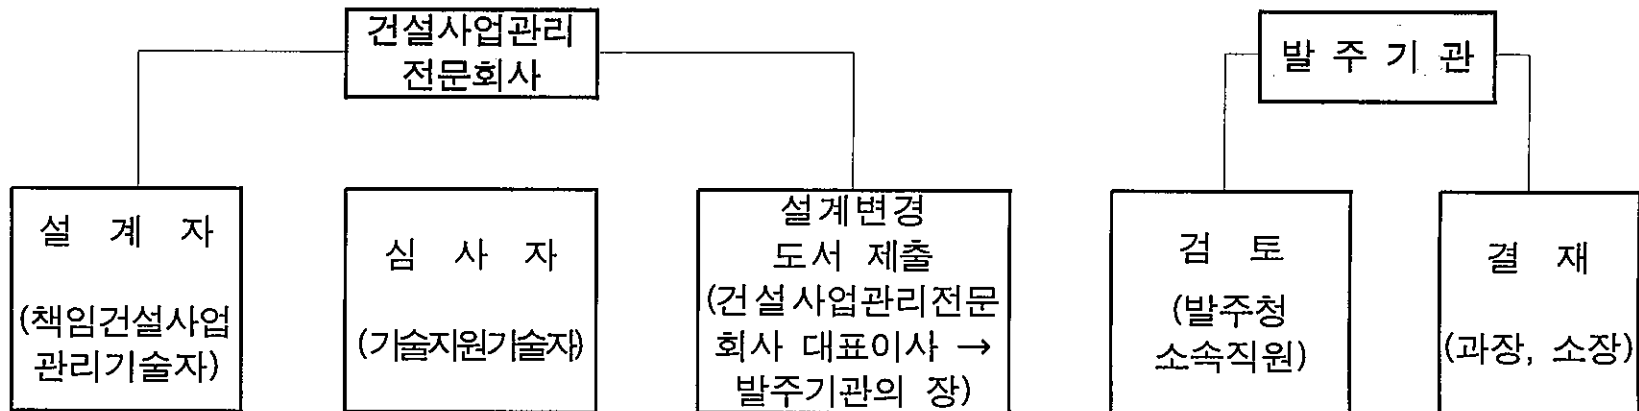 건설사업관리
전문회사
발 주 기 관
설 계 자
(책임건설사업
관리기술자)
심 사 자
(기술지원기술자)
설계변경
도서 제출
(건설사업관리전문
회사 대표이사 →
발주기관의 장)
검 토
(발주청
소속직원)
결 재
(과장, 소장)